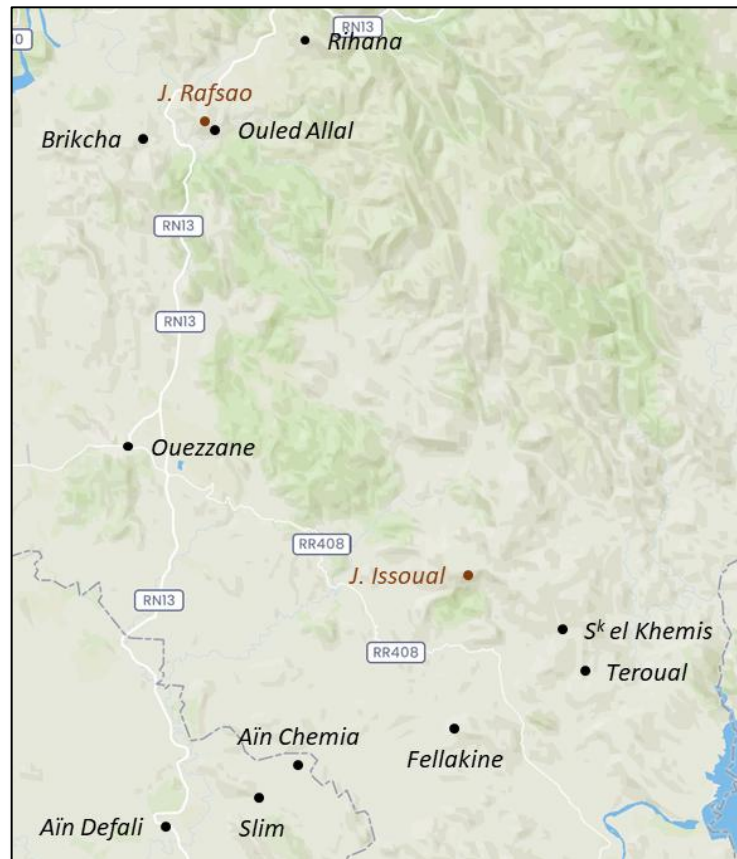 0
RN13
Rihana
J. Rafsao
Brikcha
Ouled Allal
RN13
RN13
Ouezzane
RR408
J. Issoual
RN13
Sᵏ el Khemis
RR408
Teroual
Aïn Chemia
Fellakine
Aïn Defali
Slim